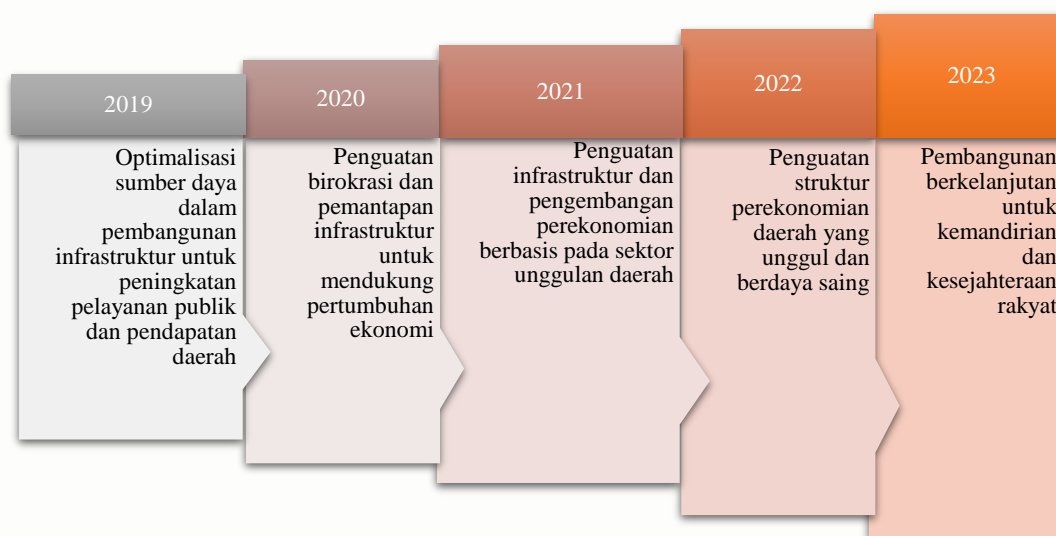 2019
Optimalisasi
sumber daya
dalam
pembangunan
infrastruktur untuk
peningkatan
pelayanan publik
dan pendapatan
daerah
2020
Penguatan
birokrasi dan
pemantapan
infrastruktur
untuk
mendukung
pertumbuhan
ekonomi
2021
Penguatan
infrastruktur dan
pengembangan
perekonomian
berbasis pada sektor
unggulan daerah
2022
Penguatan
struktur
perekonomian
daerah yang
unggul dan
berdaya saing
2023
Pembangunan
berkelanjutan
untuk
kemandirian
dan
kesejahteraan
rakyat